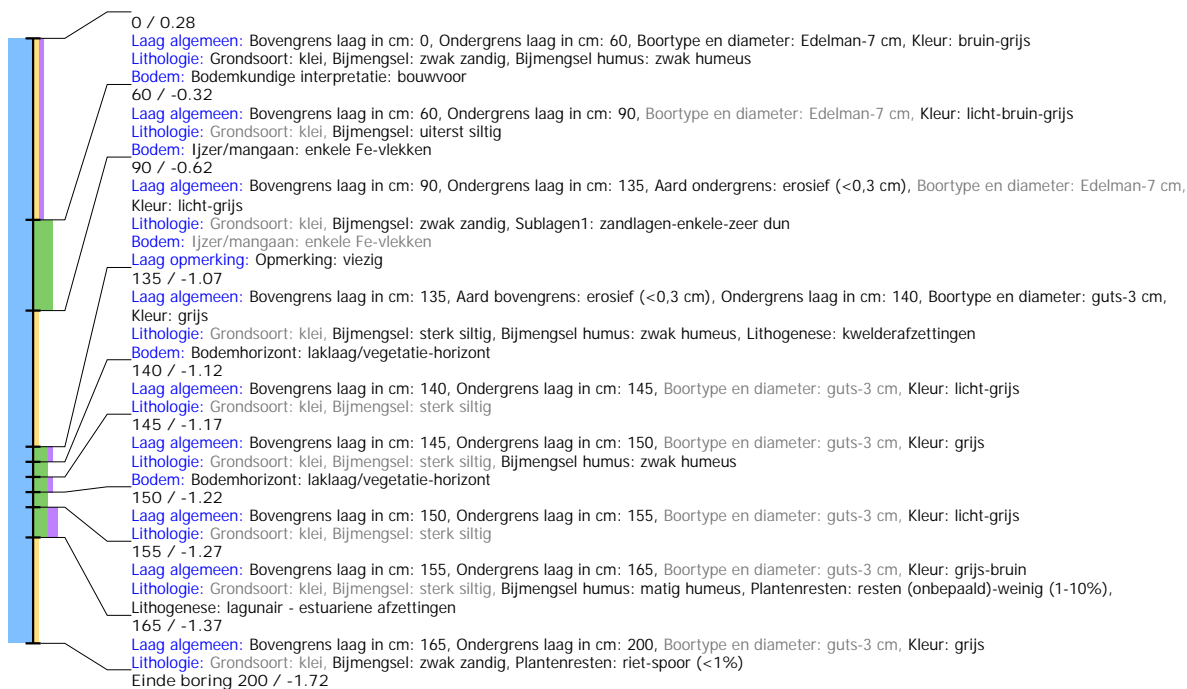 0 / 0.28
Laag algemeen: Bovengrens laag in cm: 0, Ondergrens laag in cm: 60, Boortype en diameter: Edelman-7 cm, Kleur: bruin-grijs
Lithologie: Grondsoort: klei, Bijmengsel: zwak zandig, Bijmengsel humus: zwak humeus
Bodem: Bodemkundige interpretatie: bouwvoor
60 / -0.32
Laag algemeen: Bovengrens laag in cm: 60, Ondergrens laag in cm: 90, Boortype en diameter: Edelman-7 cm, Kleur: licht-bruin-grijs
Lithologie: Grondsoort: klei, Bijmengsel: uiterst siltig
Bodem: Ijzer/mangaan: enkele Fe-vlekken
90 / -0.62
Laag algemeen: Bovengrens laag in cm: 90, Ondergrens laag in cm: 135, Aard ondergrens: erosief (<0,3 cm), Boortype en diameter: Edelman-7 cm,
Kleur: licht-grijs
Lithologie: Grondsoort: klei, Bijmengsel: zwak zandig, Sublagen1: zandlagen-enkele-zeer dun
Bodem: Ijzer/mangaan: enkele Fe-vlekken
Laag opmerking: Opmerking: viezig
135 / -1.07
Laag algemeen: Bovengrens laag in cm: 135, Aard bovengrens: erosief (<0,3 cm), Ondergrens laag in cm: 140, Boortype en diameter: guts-3 cm,
Kleur: grijs
Lithologie: Grondsoort: klei, Bijmengsel: sterk siltig, Bijmengsel humus: zwak humeus, Lithogenese: kwelderafzettingen
Bodem: Bodemhorizont: laklaag/vegetatie-horizont
140 / -1.12
Laag algemeen: Bovengrens laag in cm: 140, Ondergrens laag in cm: 145, Boortype en diameter: guts-3 cm, Kleur: licht-grijs
Lithologie: Grondsoort: klei, Bijmengsel: sterk siltig
145 / -1.17
Laag algemeen: Bovengrens laag in cm: 145, Ondergrens laag in cm: 150, Boortype en diameter: guts-3 cm, Kleur: grijs
Lithologie: Grondsoort: klei, Bijmengsel: sterk siltig, Bijmengsel humus: zwak humeus
Bodem: Bodemhorizont: laklaag/vegetatie-horizont
150 / -1.22
Laag algemeen: Bovengrens laag in cm: 150, Ondergrens laag in cm: 155, Boortype en diameter: guts-3 cm, Kleur: licht-grijs
Lithologie: Grondsoort: klei, Bijmengsel: sterk siltig
155 / -1.27
Laag algemeen: Bovengrens laag in cm: 155, Ondergrens laag in cm: 165, Boortype en diameter: guts-3 cm, Kleur: grijs-bruin
Lithologie: Grondsoort: klei, Bijmengsel: sterk siltig, Bijmengsel humus: matig humeus, Plantenresten: resten (onbepaald)-weinig (1-10%),
Lithogenese: lagunair - estuariene afzettingen
165 / -1.37
Laag algemeen: Bovengrens laag in cm: 165, Ondergrens laag in cm: 200, Boortype en diameter: guts-3 cm, Kleur: grijs
Lithologie: Grondsoort: klei, Bijmengsel: zwak zandig, Plantenresten: riet-spoor (<1%)
Einde boring 200 / -1.72